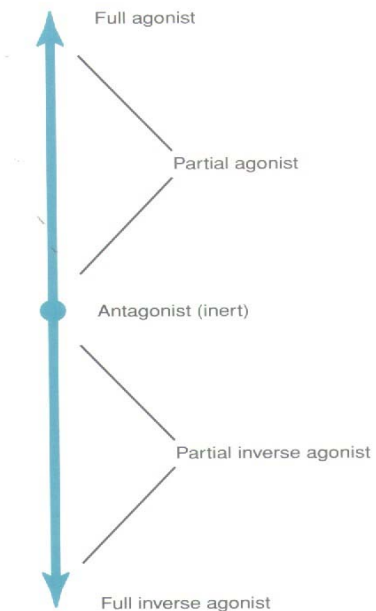 Full agonist
Partial agonist
Antagonist (inert)
Partial inverse agonist
Full inverse agonist